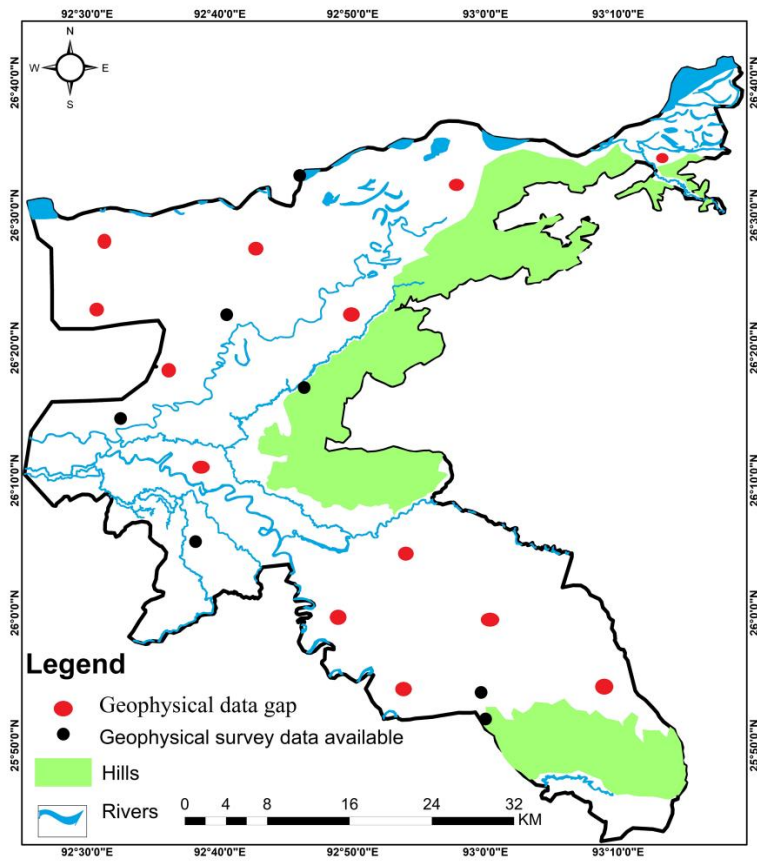 92°30'0"E 92°40'0"E 92°50'0"E 93°0'0"E 93°10'0"E
N
W E
S
26°40'0"N 26°40'0"N
26°30'0"N 26°30'0"N
26°20'0"N 26°20'0"N
26°10'0"N 26°10'0"N
26°0'0"N 26°0'0"N
25°50'0"N 25°50'0"N
Legend
Geophysical data gap
Geophysical survey data available
Hills
Rivers
0 2 4 6 8 16 24 32
KM
92°30'0"E 92°40'0"E 92°50'0"E 93°0'0"E 93°10'0"E